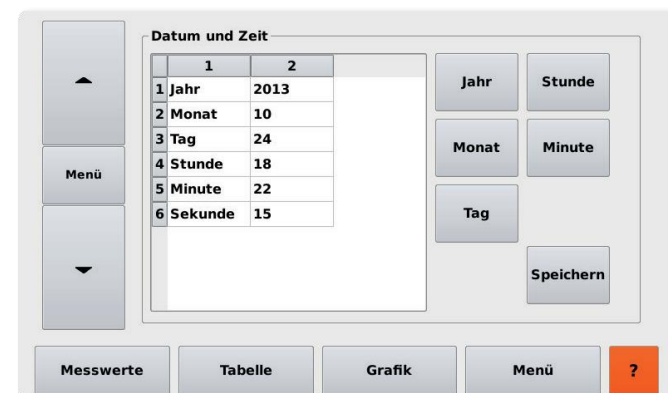 Datum und Zeit
1 2
1 Jahr 2013
2 Monat 10
3 Tag 24
4 Stunde 18
5 Minute 22
6 Sekunde 15
Menü
Jahr Stunde
Monat Minute
Tag
Speichern
Messwerte Tabelle Grafik Menü ?